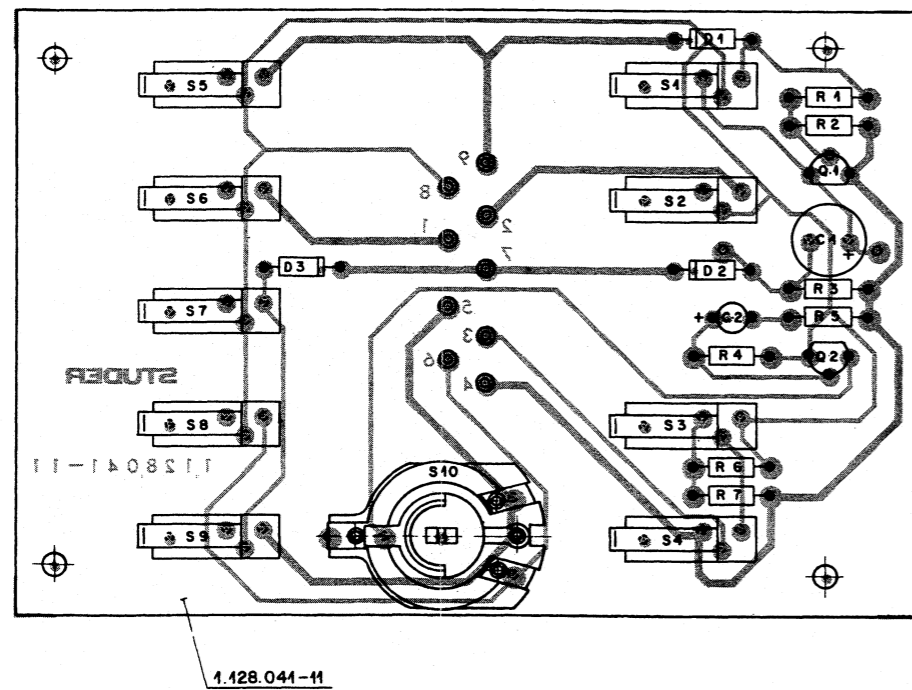 D1
S5
S1
R1
R2
9
Q1
8
S6
S2
2
1
C1
+
7
D3
D2
R3
5
S7
+
C2
R5
3
6
R4
Q2
STUDER
4
S8
S3
1.128041-11
S10
R6
R7
S9
S4
1.128.041-11